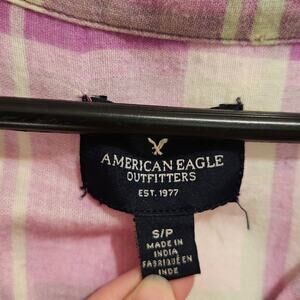 AMERICAN EAGLE
OUTFITTERS
EST. 1977
S/P
MADE IN
INDIA
FABRIQUÉ EN
INDE